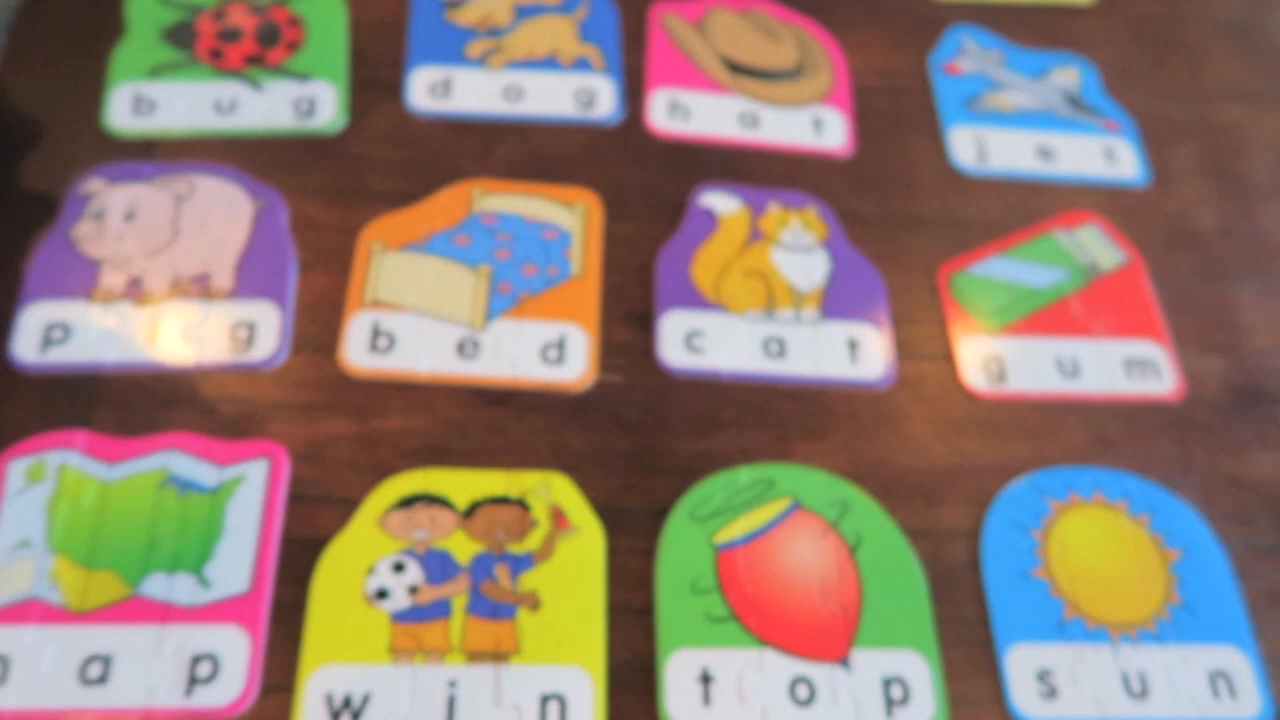 b u g
d o g
h a t
j e t
p g
b e d
c a t
g u m
a p
w i n
t o p
s u n